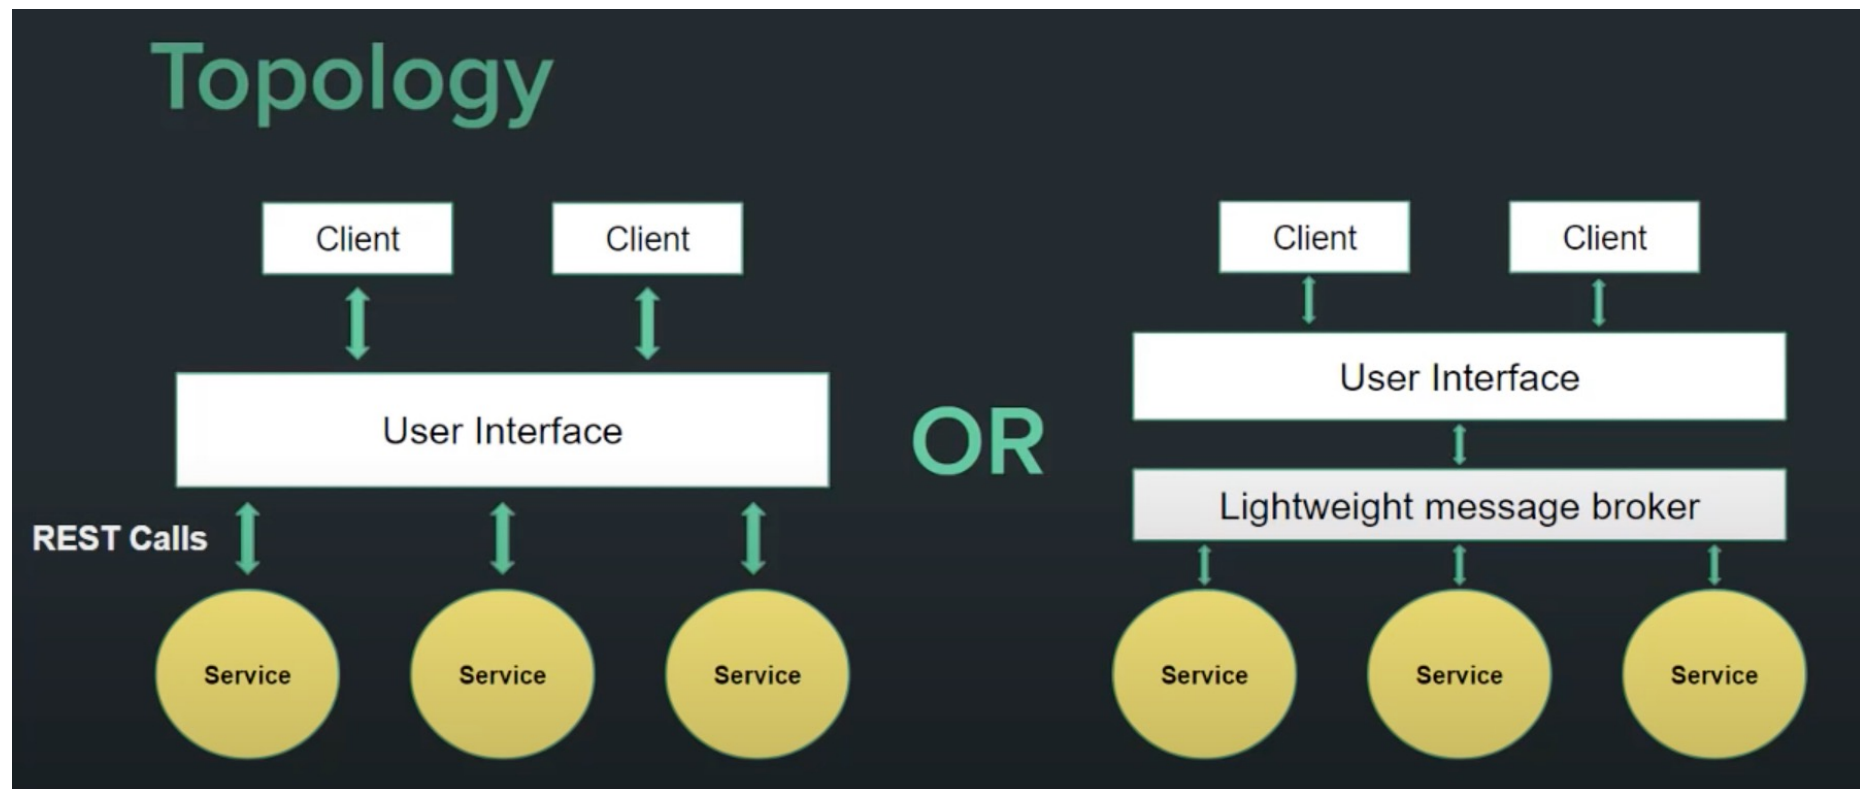 Topology
Client
Client
User Interface
REST Calls
Service
Service
Service
OR
Client
Client
User Interface
Lightweight message broker
Service
Service
Service